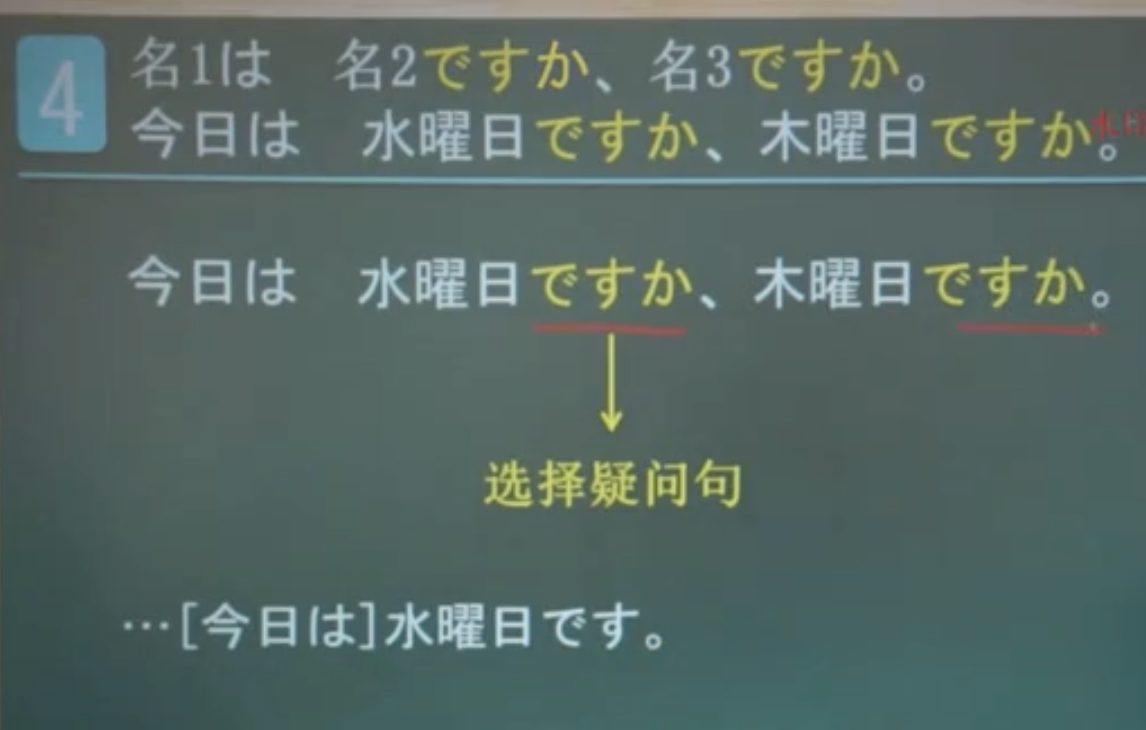 4
名1は　名2ですか、名3ですか。
今日は　水曜日ですか、木曜日ですか。
今日は　水曜日ですか、木曜日ですか。
选择疑问句
…[今日は]水曜日です。